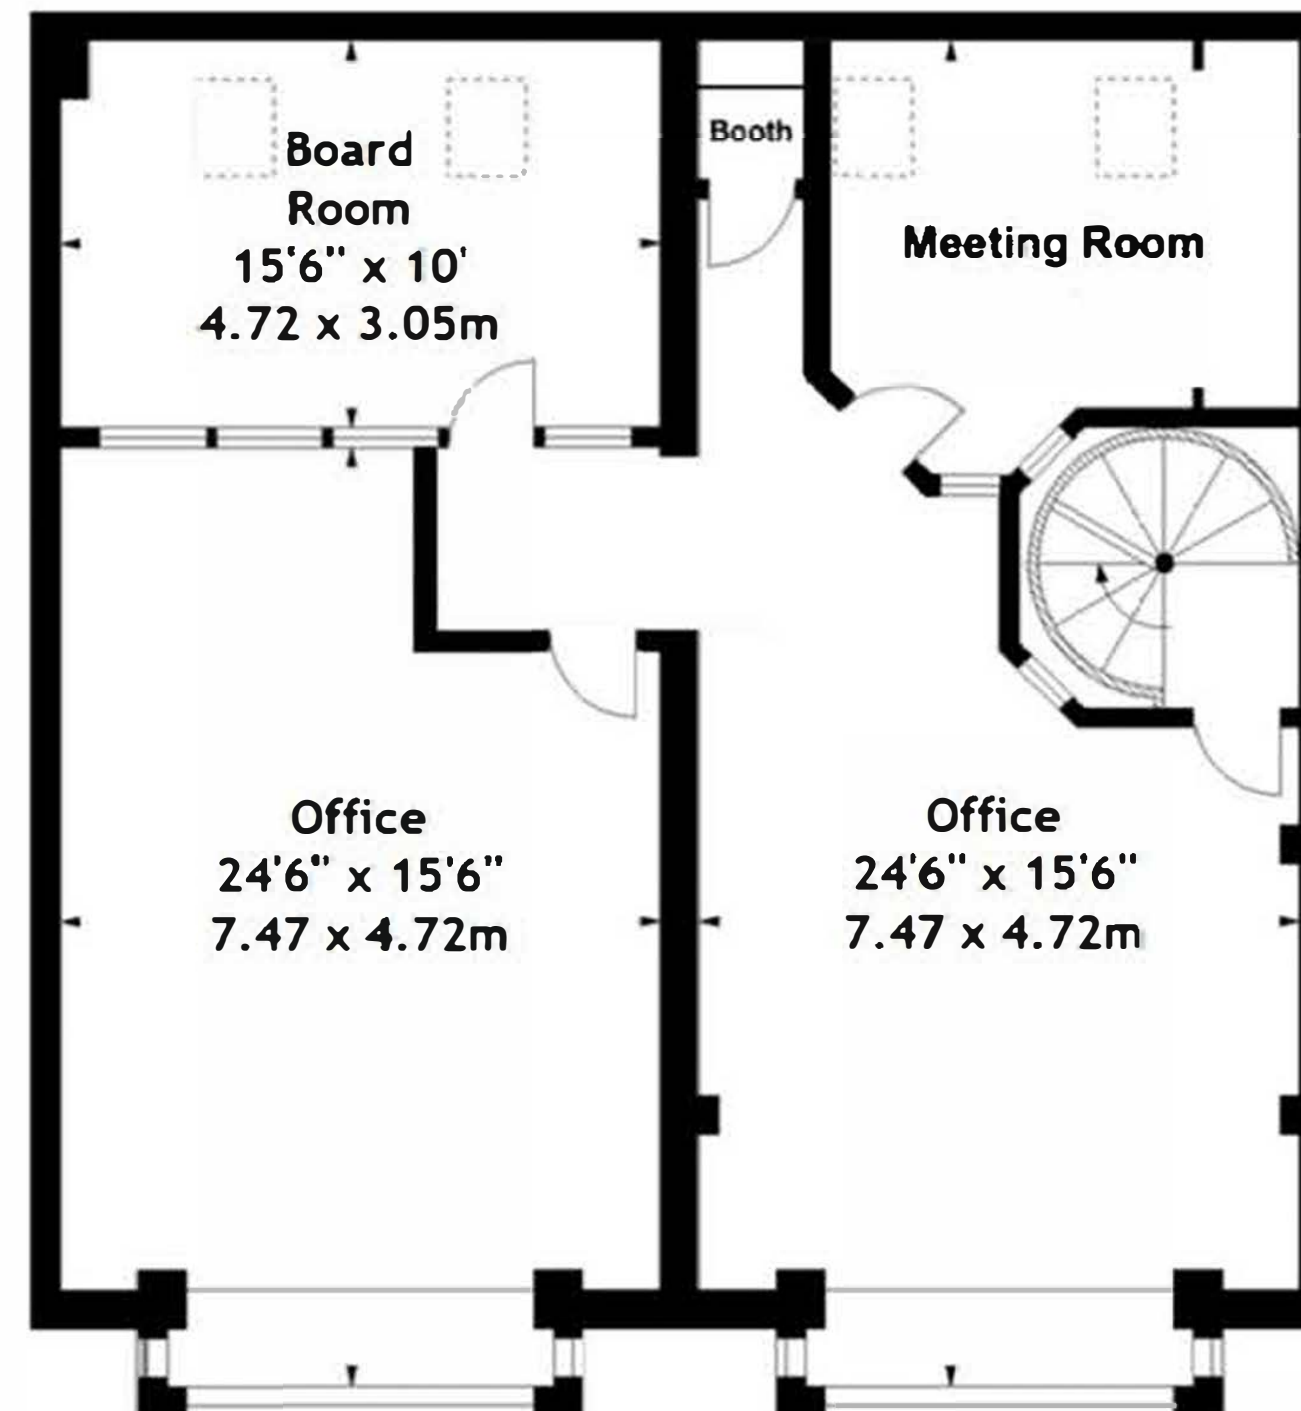 Board
Room
15'6" x 10'
4.72 x 3.05m
Booth
Meeting Room
Office
24'6" x 15'6"
7.47 x 4.72m
Office
24'6" x 15'6"
7.47 x 4.72m